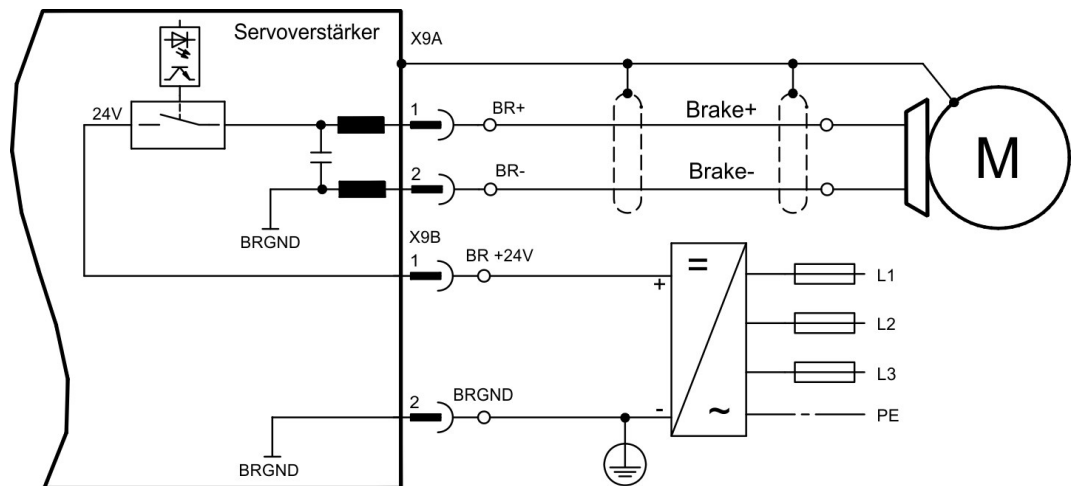 Servoverstärker
X9A
24V
1
BR+
Brake+
2
BR-
Brake-
M
BRGND
X9B
1
BR +24V
+
=
L1
L2
L3
2
BRGND
-
~
PE
BRGND